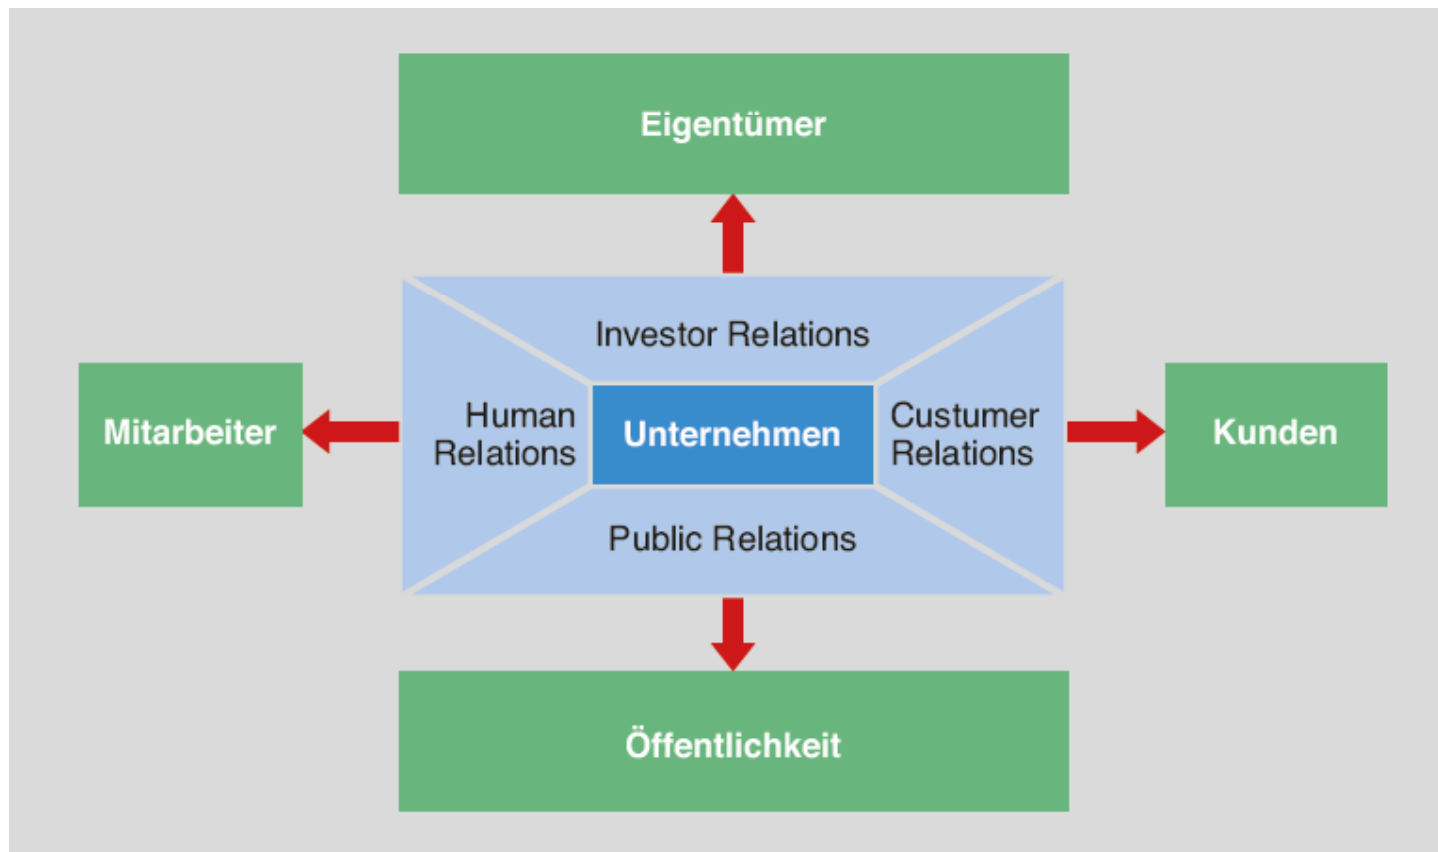 Eigentümer
Investor Relations
Mitarbeiter
Human
Relations
Unternehmen
Custumer
Relations
Kunden
Public Relations
Öffentlichkeit